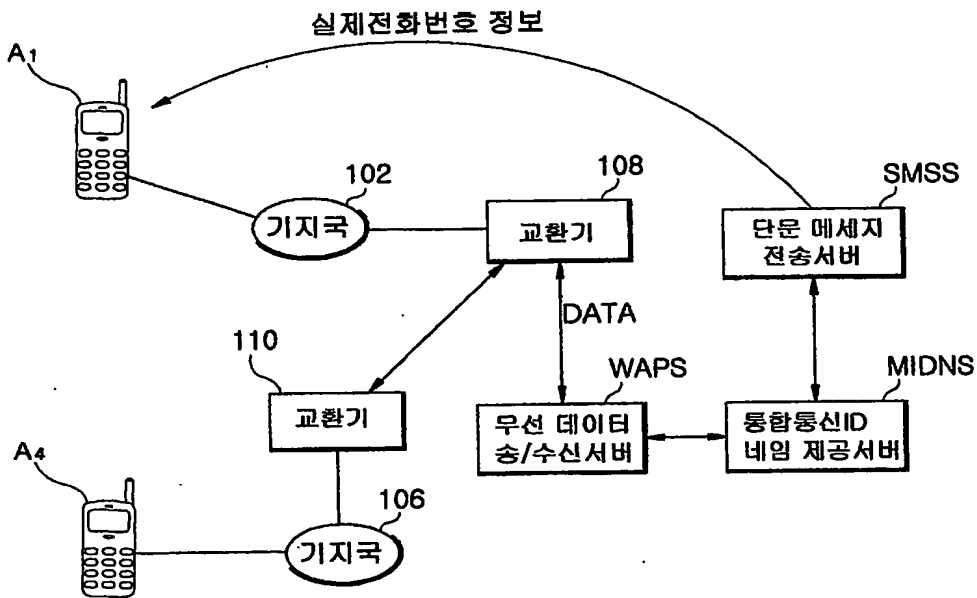 실제전화번호 정보
A1
102
기지국
108
교환기
SMSS
단문 메세지
전송서버
DATA
110
교환기
WAPS
무선 데이터
송/수신서버
MIDNS
통합통신ID
네임 제공서버
A4
106
기지국